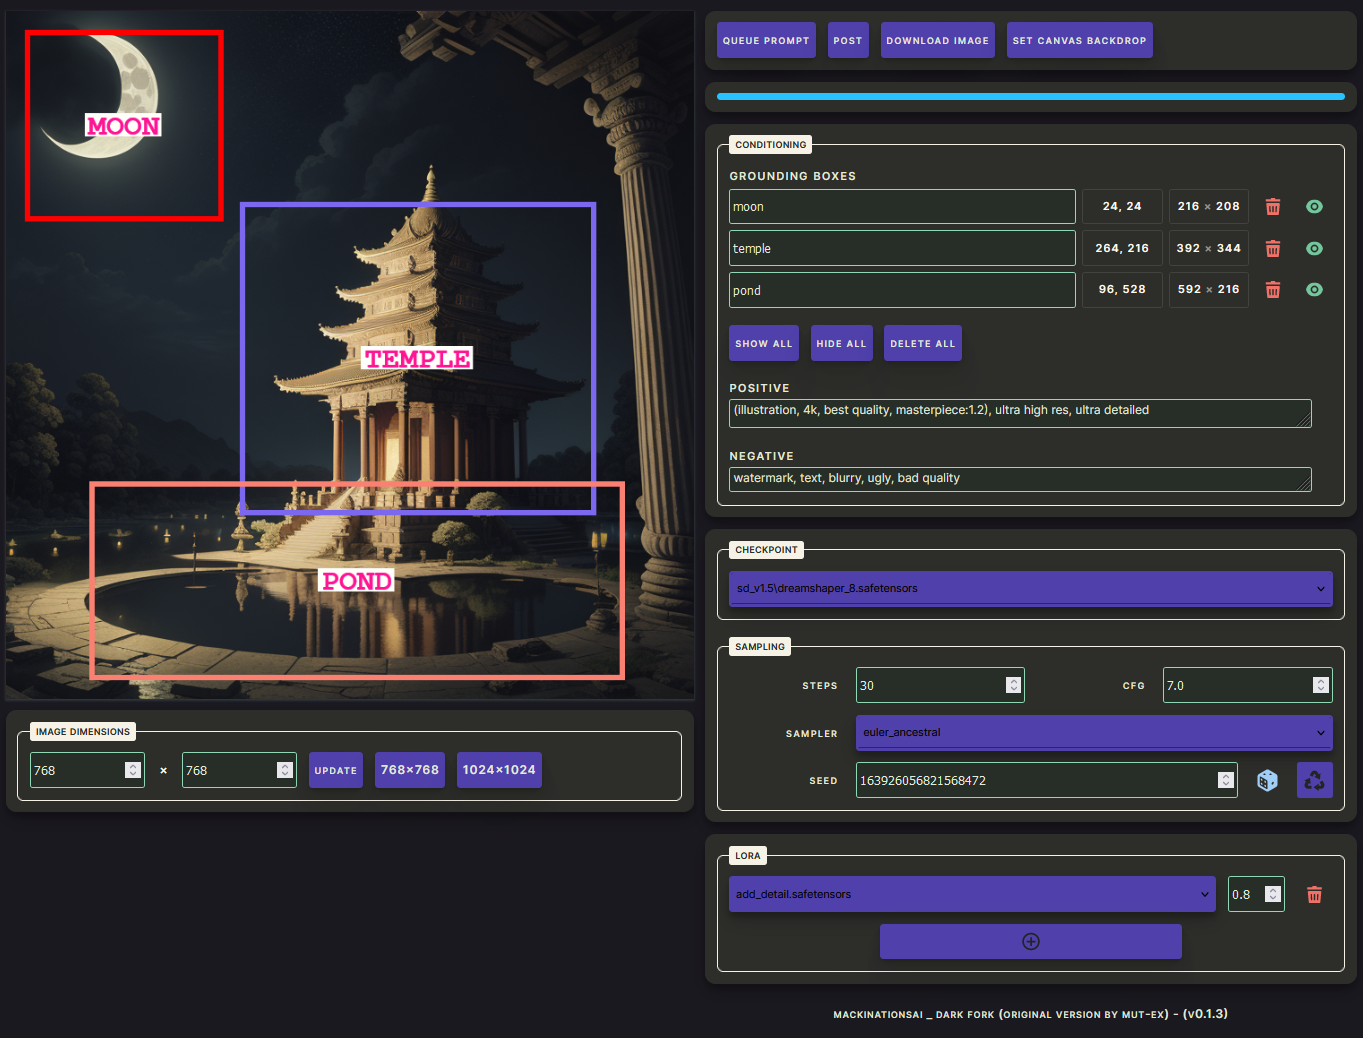 MOON
TEMPLE
POND
IMAGE DIMENSIONS
768 × 768 UPDATE 768×768 1024×1024
QUEUE PROMPT POST DOWNLOAD IMAGE SET CANVAS BACKDROP
CONDITIONING
GROUNDING BOXES
moon 24, 24 216 × 208
temple 264, 216 392 × 344
pond 96, 528 592 × 216
SHOW ALL HIDE ALL DELETE ALL
POSITIVE
(illustration, 4k, best quality, masterpiece:1.2), ultra high res, ultra detailed
NEGATIVE
watermark, text, blurry, ugly, bad quality
CHECKPOINT
sd_v1.5\dreamshaper_8.safetensors
SAMPLING
STEPS 30 CFG 7.0
SAMPLER euler_ancestral
SEED 163926056821568472
LORA
add_detail.safetensors 0.8
MACKINATIONSAI _ DARK FORK (ORIGINAL VERSION BY MUT-EX) - (V0.1.3)